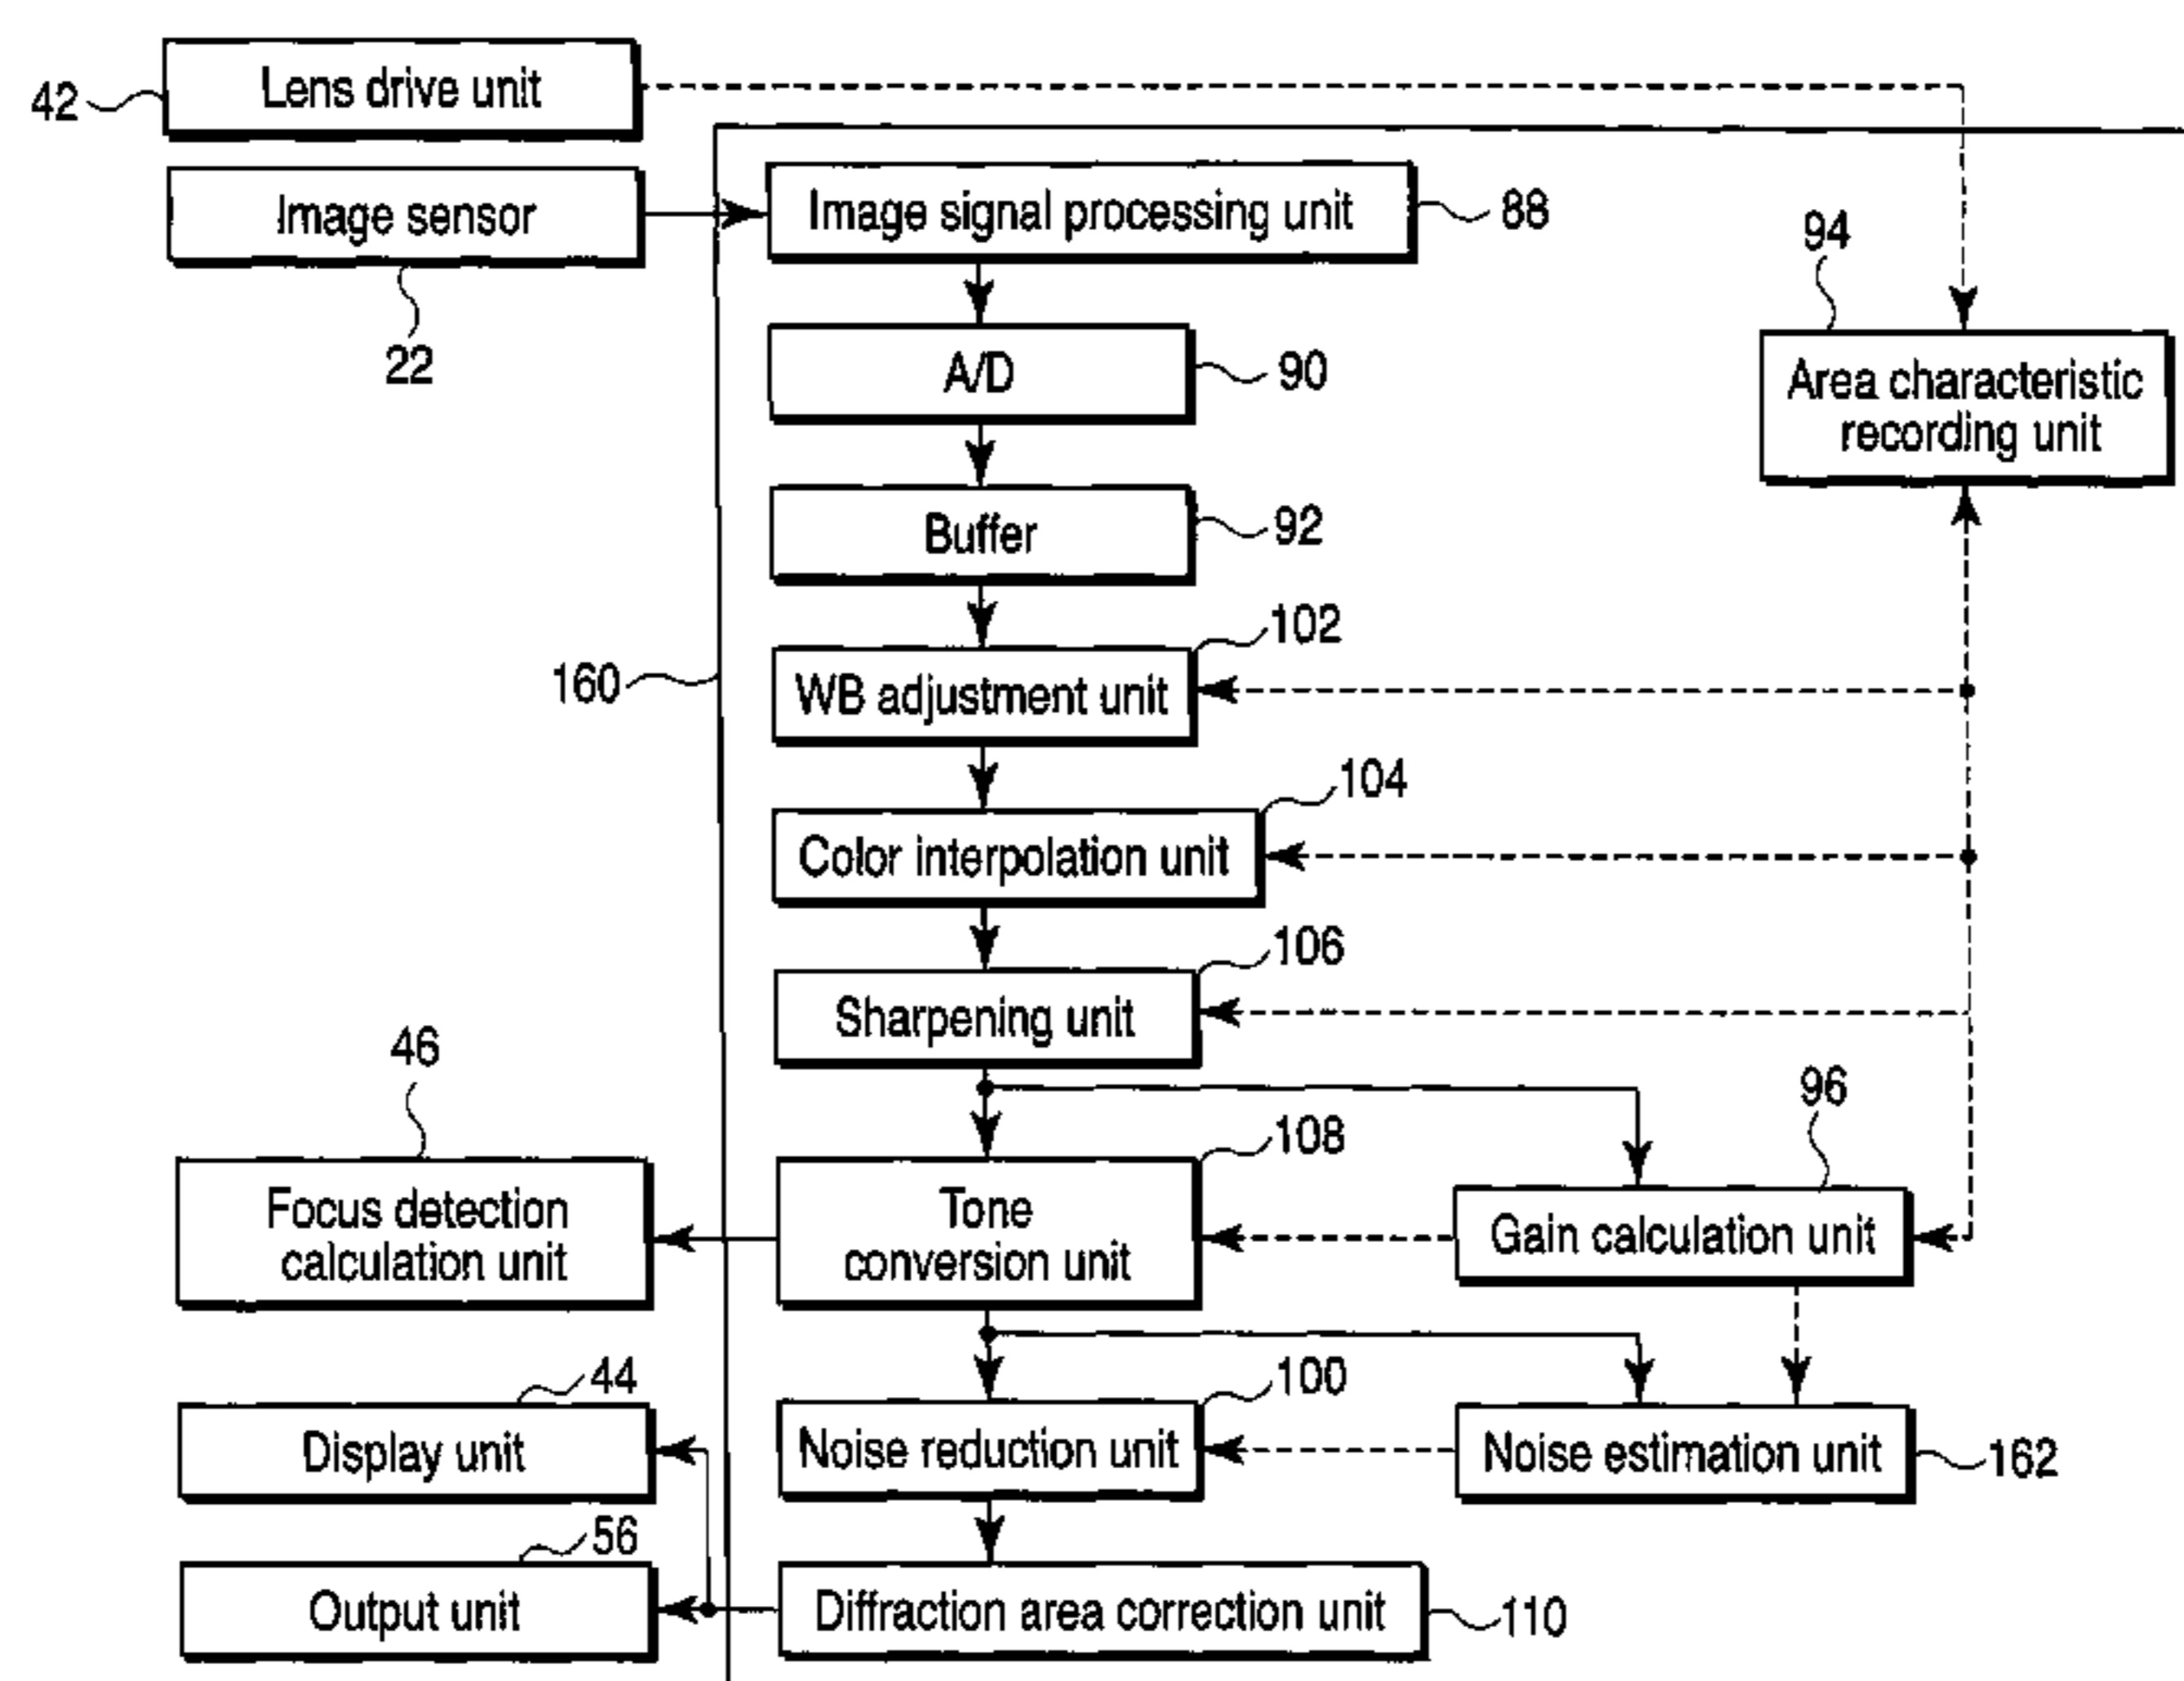 Lens drive unit
42
Image sensor
22
Image signal processing unit
88
94
A/D
90
Area characteristic
recording unit
Buffer
92
102
160
WB adjustment unit
104
Color interpolation unit
106
Sharpening unit
46
96
108
Focus detection
calculation unit
Tone
conversion unit
Gain calculation unit
44
100
Display unit
Noise reduction unit
Noise estimation unit
162
56
Output unit
Diffraction area correction unit
110